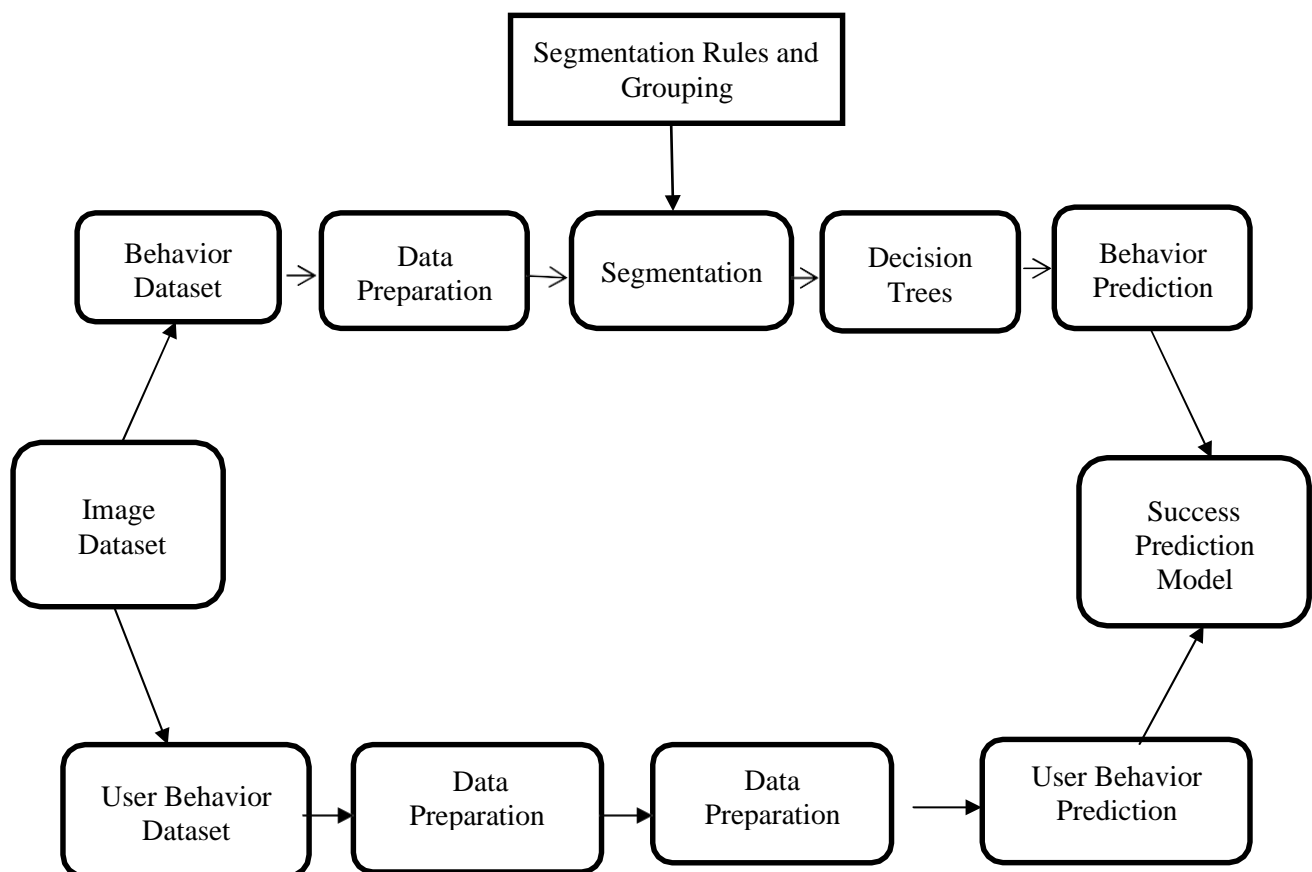 Segmentation Rules and
Grouping
Behavior
Dataset
Data
Preparation
Segmentation
Decision
Trees
Behavior
Prediction
Image
Dataset
Success
Prediction
Model
User Behavior
Dataset
Data
Preparation
Data
Preparation
User Behavior
Prediction